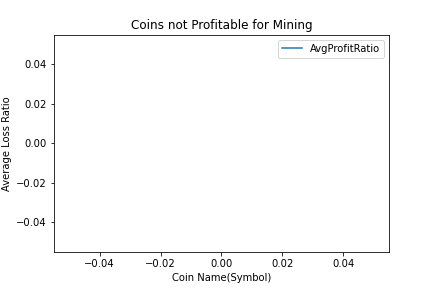 Coins not Profitable for Mining
AvgProfitRatio
0.04
0.02
0.00
−0.02
−0.04
Average Loss Ratio
−0.04 −0.02 0.00 0.02 0.04
Coin Name(Symbol)